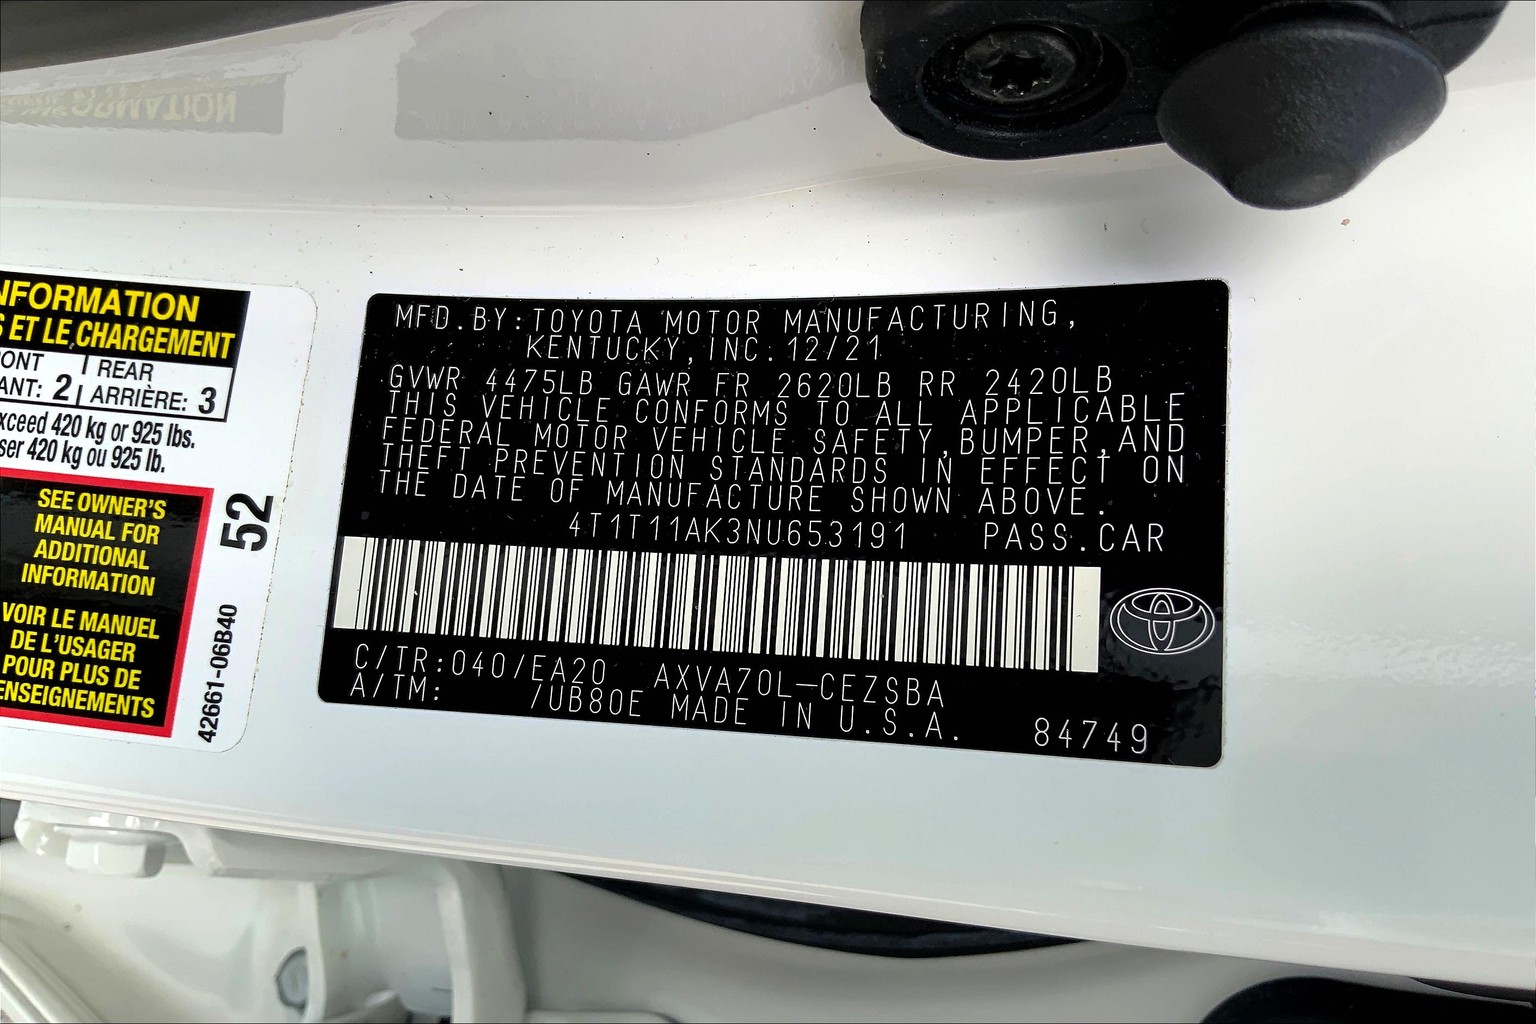 NFORMATION
S ET LE CHARGEMENT
ONT | REAR
ANT: 2 | ARRIÈRE: 3
xceed 420 kg or 925 lbs.
ser 420 kg ou 925 lb.
SEE OWNER'S
MANUAL FOR
ADDITIONAL
INFORMATION
VOIR LE MANUEL
DE L'USAGER
POUR PLUS DE
ENSEIGNEMENTS
52
42661-06B40
MFD.BY:TOYOTA MOTOR MANUFACTURING,
KENTUCKY,INC.12/21
GVWR 4475LB GAWR FR 2620LB RR 2420LB
THIS VEHICLE CONFORMS TO ALL APPLICABLE
FEDERAL MOTOR VEHICLE SAFETY,BUMPER,AND
THEFT PREVENTION STANDARDS IN EFFECT ON
THE DATE OF MANUFACTURE SHOWN ABOVE.
4T1T11AK3NU653191 PASS.CAR
C/TR:040/EA20 AXVA70L-CEZSBA
A/TM: /UB80E MADE IN U.S.A. 84749